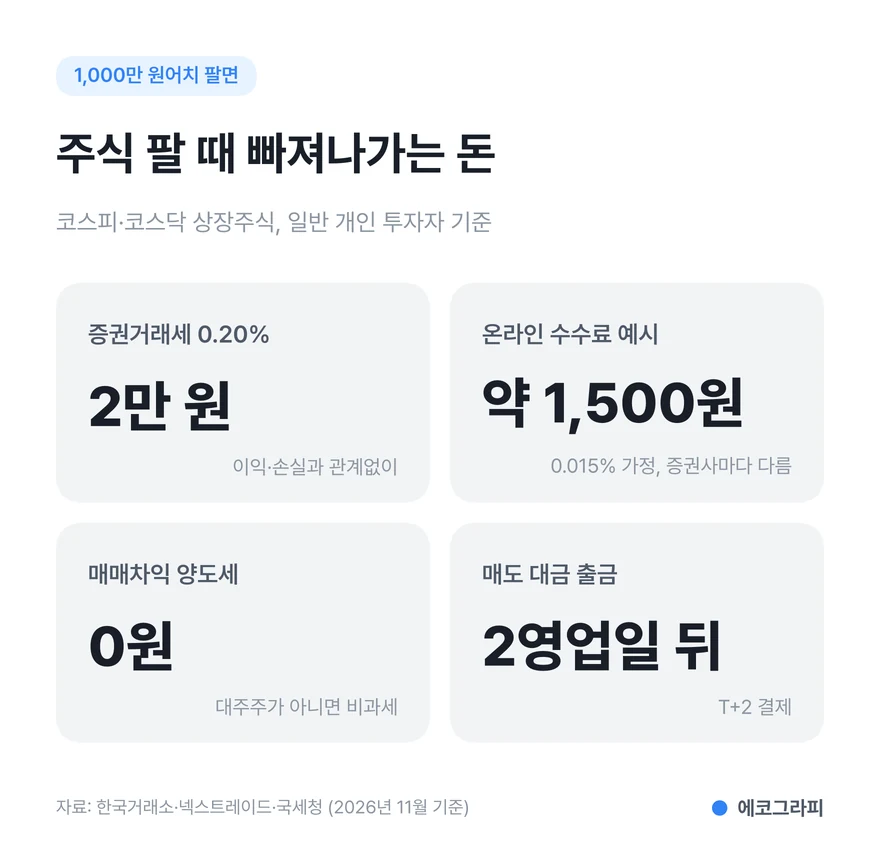 1,000만 원어치 팔면
주식 팔 때 빠져나가는 돈
코스피·코스닥 상장주식, 일반 개인 투자자 기준
증권거래세 0.20%
2만 원
이익·손실과 관계없이
온라인 수수료 예시
약 1,500원
0.015% 가정, 증권사마다 다름
매매차익 양도세
0원
대주주가 아니면 비과세
매도 대금 출금
2영업일 뒤
T+2 결제
자료: 한국거래소·넥스트레이드·국세청 (2026년 11월 기준)
에코그라피